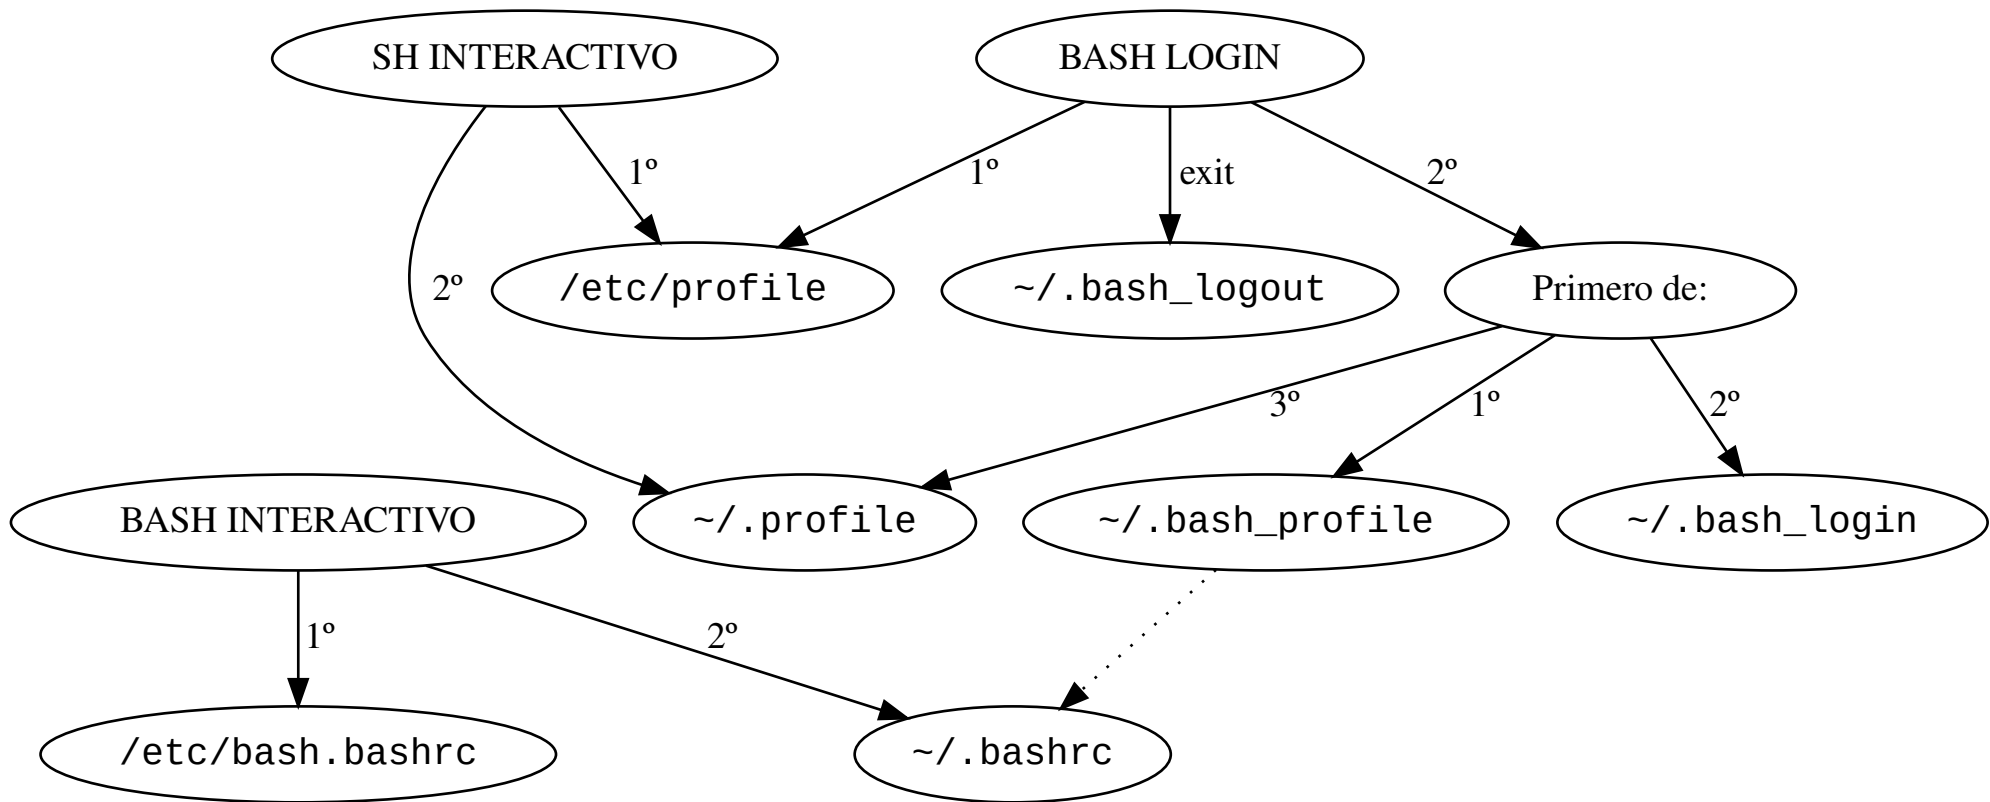 SH INTERACTIVO
BASH LOGIN
1º
1º
exit
2º
2º
/etc/profile
~/.bash_logout
Primero de:
3º
1º
2º
BASH INTERACTIVO
~/.profile
~/.bash_profile
~/.bash_login
1º
2º
/etc/bash.bashrc
~/.bashrc